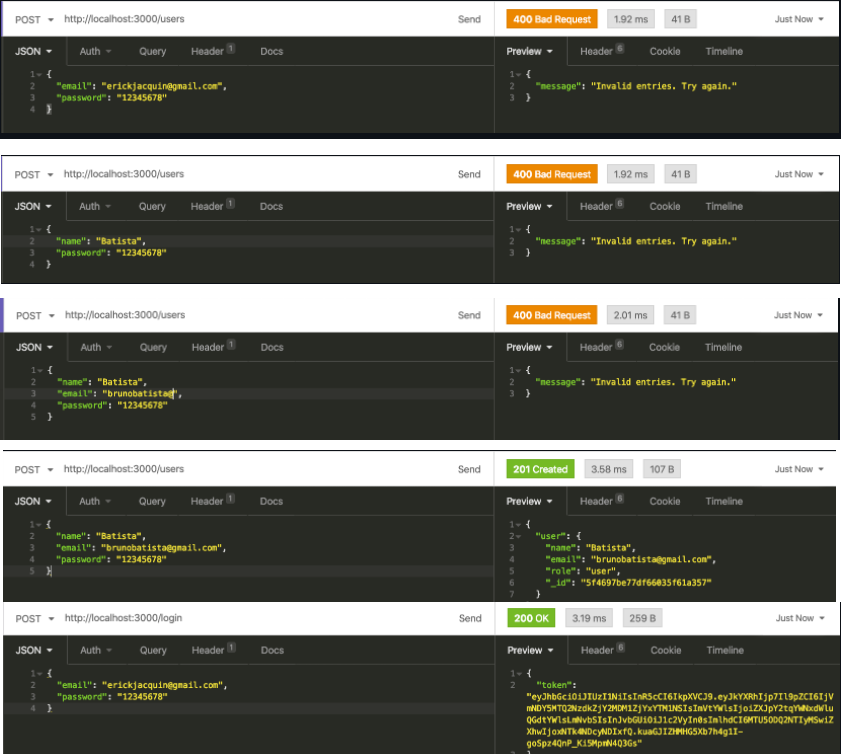 POST http://localhost:3000/users Send 400 Bad Request 1.92 ms 41 B Just Now
JSON Auth Query Header 1 Docs Preview Header 6 Cookie Timeline
1 {
2 "email": "erickjacquin@gmail.com",
3 "password": "12345678"
4 }
1 {
2 "message": "Invalid entries. Try again."
3 }
POST http://localhost:3000/users Send 400 Bad Request 1.92 ms 41 B Just Now
JSON Auth Query Header 1 Docs Preview Header 6 Cookie Timeline
1 {
2 "name": "Batista",
3 "password": "12345678"
4 }
1 {
2 "message": "Invalid entries. Try again."
3 }
POST http://localhost:3000/users Send 400 Bad Request 2.01 ms 41 B Just Now
JSON Auth Query Header 1 Docs Preview Header 6 Cookie Timeline
1 {
2 "name": "Batista",
3 "email": "brunobatista@",
4 "password": "12345678"
5 }
1 {
2 "message": "Invalid entries. Try again."
3 }
POST http://localhost:3000/users Send 201 Created 3.58 ms 107 B Just Now
JSON Auth Query Header 1 Docs Preview Header 6 Cookie Timeline
1 {
2 "name": "Batista",
3 "email": "brunobatista@gmail.com",
4 "password": "12345678"
5 }
1 {
2 "user": {
3 "name": "Batista",
4 "email": "brunobatista@gmail.com",
5 "role": "user",
6 "_id": "5f4697be77df66035f61a357"
7 }
POST http://localhost:3000/login Send 200 OK 3.19 ms 259 B Just Now
JSON Auth Query Header 1 Docs Preview Header 6 Cookie Timeline
1 {
2 "email": "erickjacquin@gmail.com",
3 "password": "12345678"
4 }
1 {
2 "token":